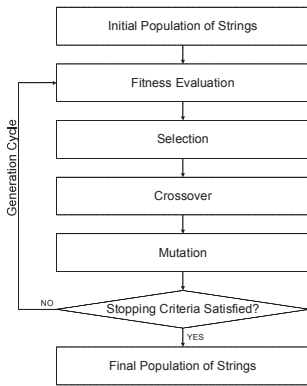 Initial Population of Strings
Fitness Evaluation
Generation Cycle
Selection
Crossover
Mutation
NO
Stopping Criteria Satisfied?
YES
Final Population of Strings